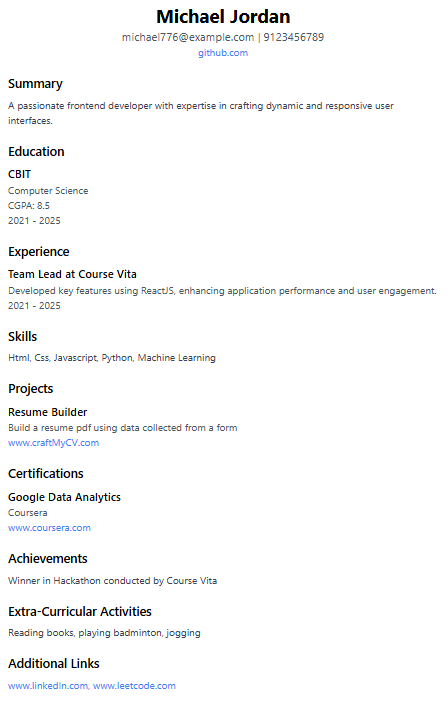 Michael Jordan
michael776@example.com | 9123456789
github.com
Summary
A passionate frontend developer with expertise in crafting dynamic and responsive user
interfaces.
Education
CBIT
Computer Science
CGPA: 8.5
2021 - 2025
Experience
Team Lead at Course Vita
Developed key features using ReactJS, enhancing application performance and user engagement.
2021 - 2025
Skills
Html, Css, Javascript, Python, Machine Learning
Projects
Resume Builder
Build a resume pdf using data collected from a form
www.craftMyCV.com
Certifications
Google Data Analytics
Coursera
www.coursera.com
Achievements
Winner in Hackathon conducted by Course Vita
Extra-Curricular Activities
Reading books, playing badminton, jogging
Additional Links
www.linkedIn.com, www.leetcode.com